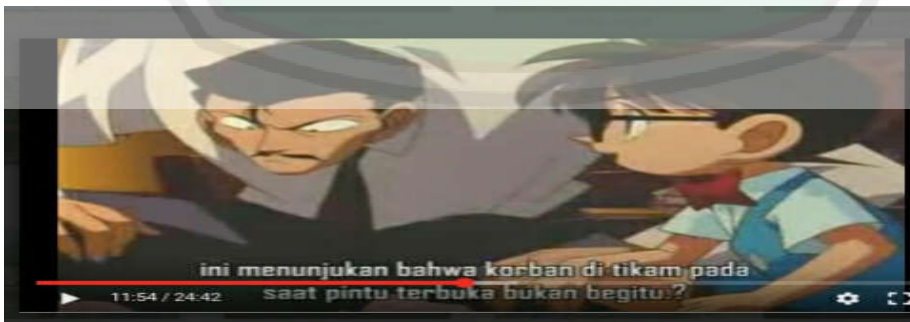 ini menunjukan bahwa korban di tikam pada
saat pintu terbuka bukan begitu?
11:54 / 24:42